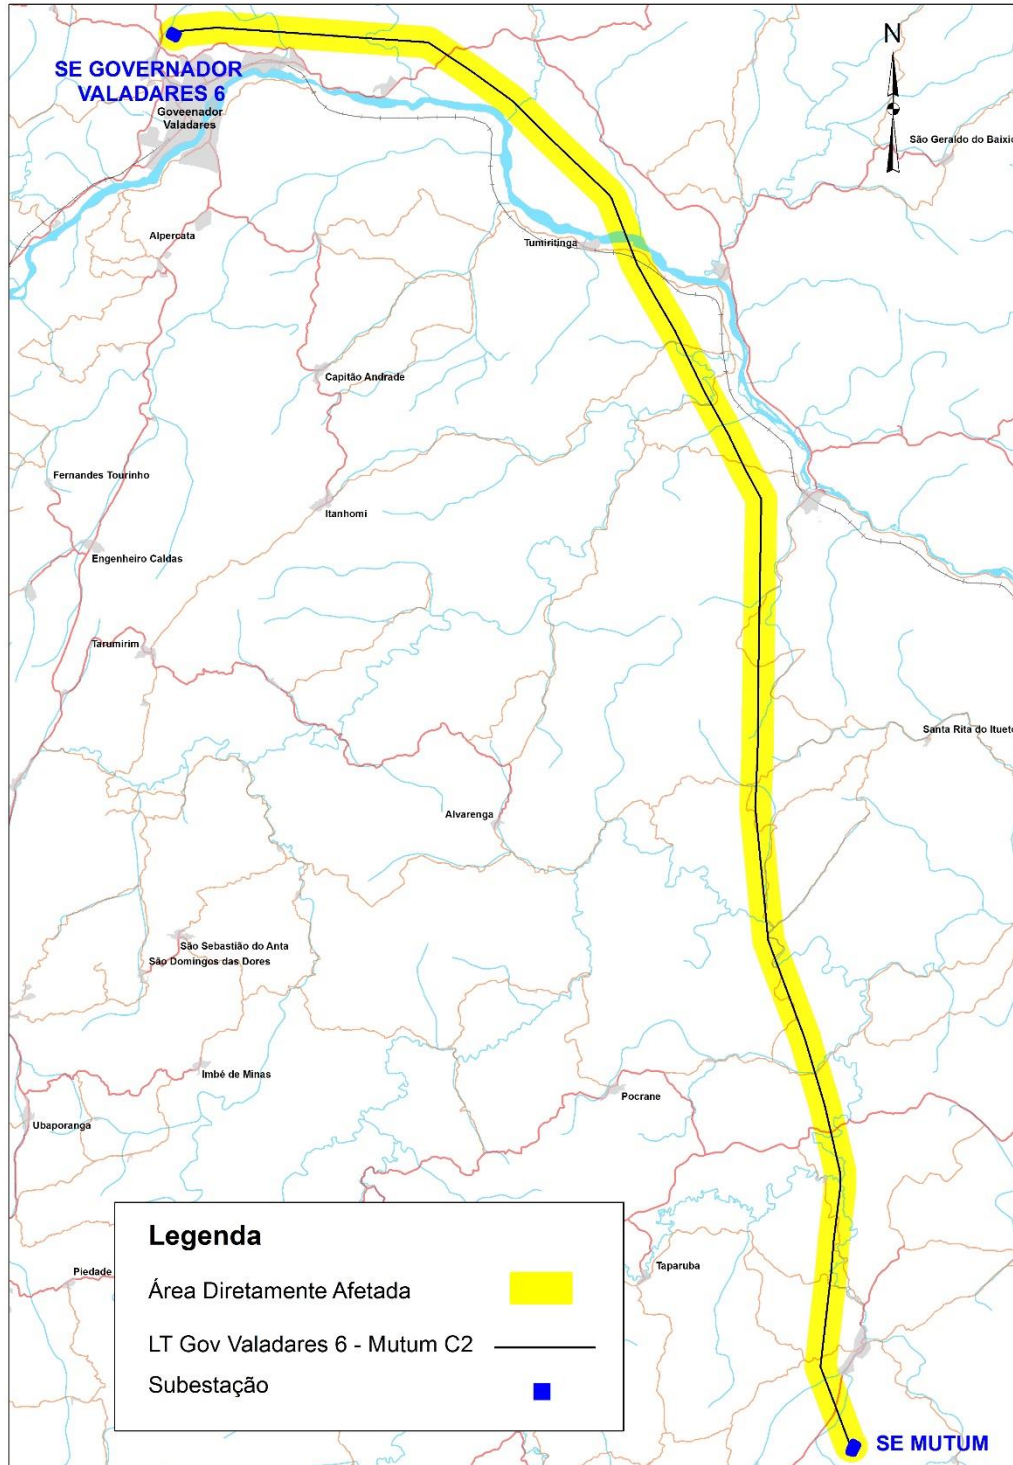 N
SE GOVERNADOR
VALADARES 6
Goveenador
Valadares
São Geraldo do Baixio
Alpercata
Tumiritinga
Capitão Andrade
Fernandes Tourinho
Itanhomi
Engenheiro Caldas
Tarumirim
Santa Rita do Itueto
Alvarenga
São Sebastião do Anta
São Domingos das Dores
Imbé de Minas
Pocrane
Ubaporanga
Taparuba
Piedade
Legenda
Área Diretamente Afetada
LT Gov Valadares 6 - Mutum C2
Subestação
SE MUTUM